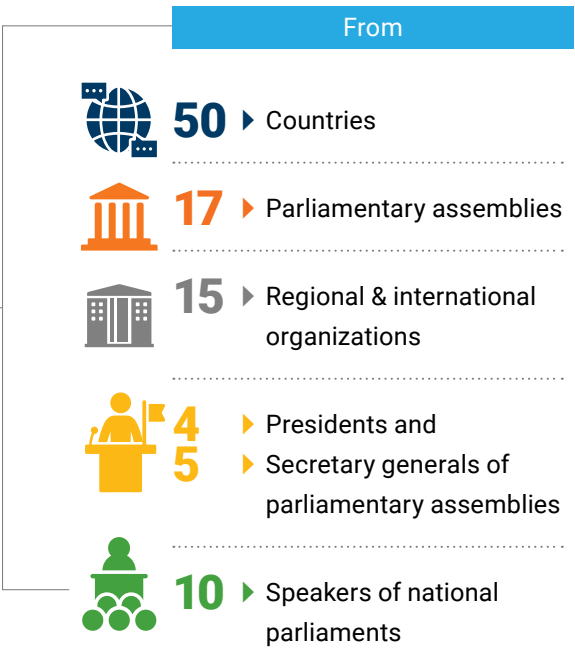 From
50 Countries
17 Parliamentary assemblies
15 Regional & international
organizations
4 Presidents and
5 Secretary generals of
parliamentary assemblies
10 Speakers of national
parliaments